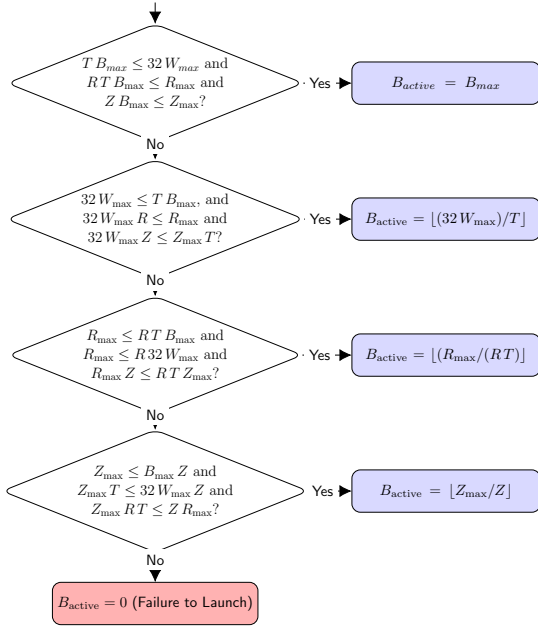 T B_max ≤ 32 W_max and
R T B_max ≤ R_max and
Z B_max ≤ Z_max?
Yes
B_active = B_max
No
32 W_max ≤ T B_max, and
32 W_max R ≤ R_max and
32 W_max Z ≤ Z_max T?
Yes
B_active = ⌊(32 W_max)/T⌋
No
R_max ≤ R T B_max and
R_max ≤ R 32 W_max and
R_max Z ≤ R T Z_max?
Yes
B_active = ⌊(R_max/(R T)⌋
No
Z_max ≤ B_max Z and
Z_max T ≤ 32 W_max Z and
Z_max R T ≤ Z R_max?
Yes
B_active = ⌊Z_max/Z⌋
No
B_active = 0 (Failure to Launch)